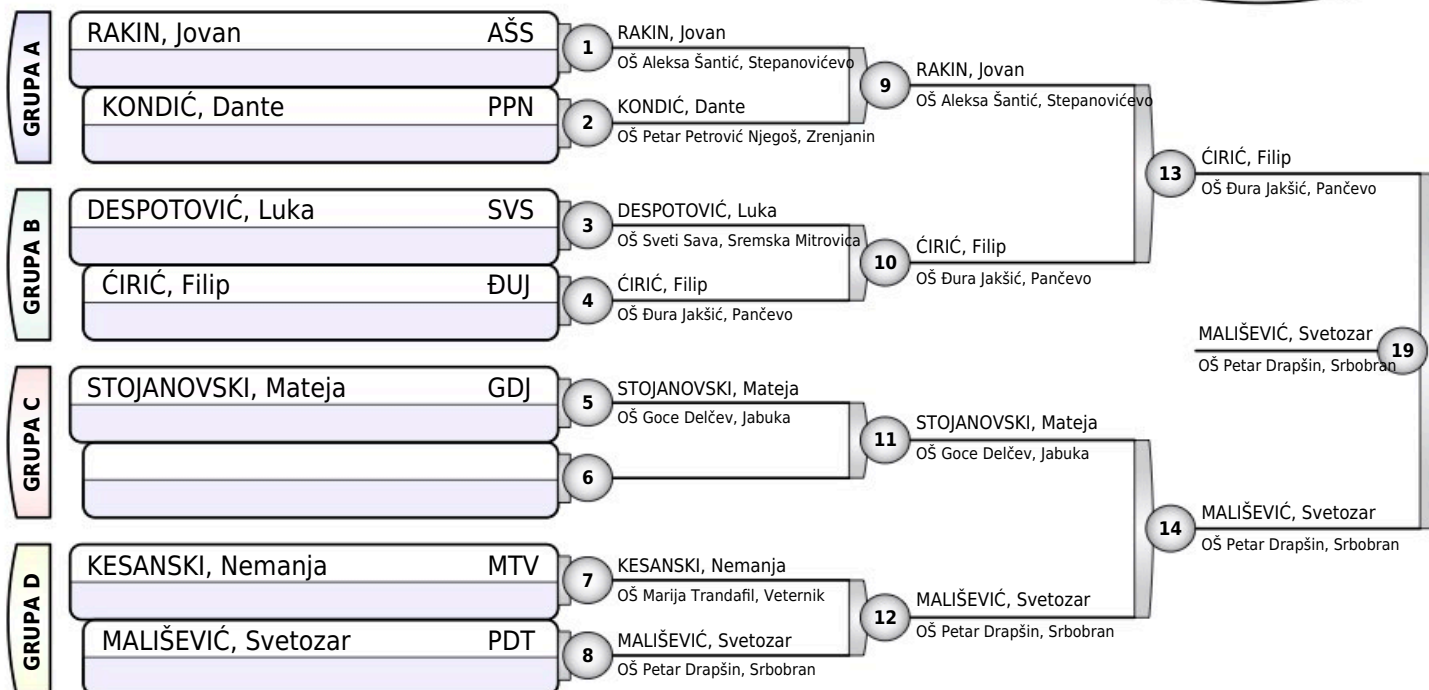 GRUPA A
RAKIN, Jovan AŠS
KONDIĆ, Dante PPN
GRUPA B
DESPOTOVIĆ, Luka SVS
ĆIRIĆ, Filip ĐUJ
GRUPA C
STOJANOVSKI, Mateja GDJ
GRUPA D
KESANSKI, Nemanja MTV
MALIŠEVIĆ, Svetozar PDT
1
RAKIN, Jovan
OŠ Aleksa Šantić, Stepanovićevo
2
KONDIĆ, Dante
OŠ Petar Petrović Njegoš, Zrenjanin
3
DESPOTOVIĆ, Luka
OŠ Sveti Sava, Sremska Mitrovica
4
ĆIRIĆ, Filip
OŠ Đura Jakšić, Pančevo
5
STOJANOVSKI, Mateja
OŠ Goce Delčev, Jabuka
6
7
KESANSKI, Nemanja
OŠ Marija Trandafil, Veternik
8
MALIŠEVIĆ, Svetozar
OŠ Petar Drapšin, Srbobran
9
RAKIN, Jovan
OŠ Aleksa Šantić, Stepanovićevo
10
ĆIRIĆ, Filip
OŠ Đura Jakšić, Pančevo
11
STOJANOVSKI, Mateja
OŠ Goce Delčev, Jabuka
12
MALIŠEVIĆ, Svetozar
OŠ Petar Drapšin, Srbobran
13
ĆIRIĆ, Filip
OŠ Đura Jakšić, Pančevo
14
MALIŠEVIĆ, Svetozar
OŠ Petar Drapšin, Srbobran
MALIŠEVIĆ, Svetozar
OŠ Petar Drapšin, Srbobran
19